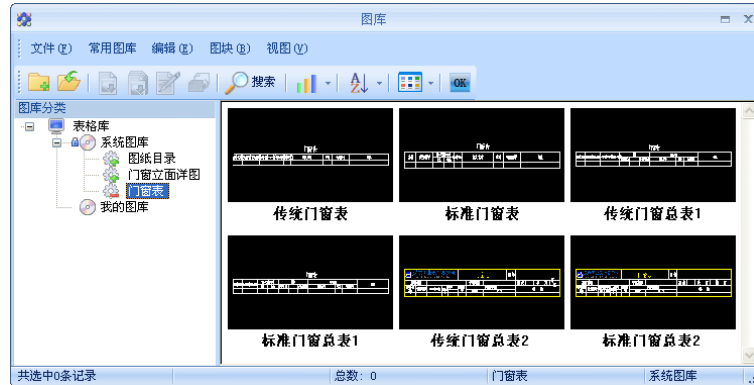 图库
文件(F) 常用图库 编辑(E) 图块(B) 视图(V)
搜索 OK
图库分类
表格库
系统图库
图纸目录
门窗立面详图
门窗表
我的图库
传统门窗表 标准门窗表 传统门窗总表1
标准门窗总表1 传统门窗总表2 标准门窗总表2
共选中0条记录 总数: 0 门窗表 系统图库